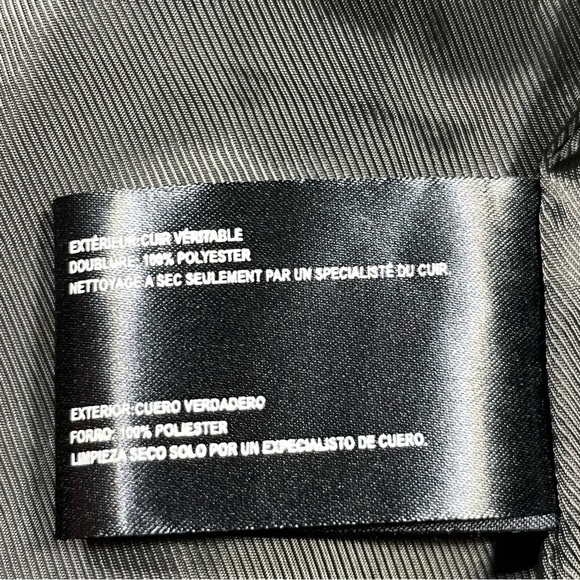 EXTÉRIEUR:CUIR VÉRITABLE
DOUBLURE: 100% POLYESTER
NETTOYAGE A SEC SEULEMENT PAR UN SPECIALISTÉ DU CUIR.
EXTERIOR:CUERO VERDADERO
FORRO: 100% POLIESTER
LIMPIEZA SECO SOLO POR UN EXPECIALISTO DE CUERO.